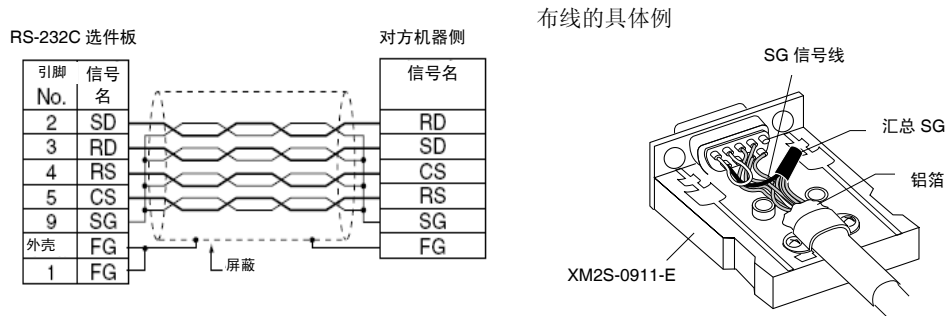 布线的具体例
RS-232C 选件板
对方机器侧
引脚 No. 信号名 信号名
2 SD RD
3 RD SD
4 RS CS
5 CS RS
9 SG SG
外壳 FG FG
1 FG
屏蔽
SG 信号线
汇总 SG
铝箔
XM2S-0911-E